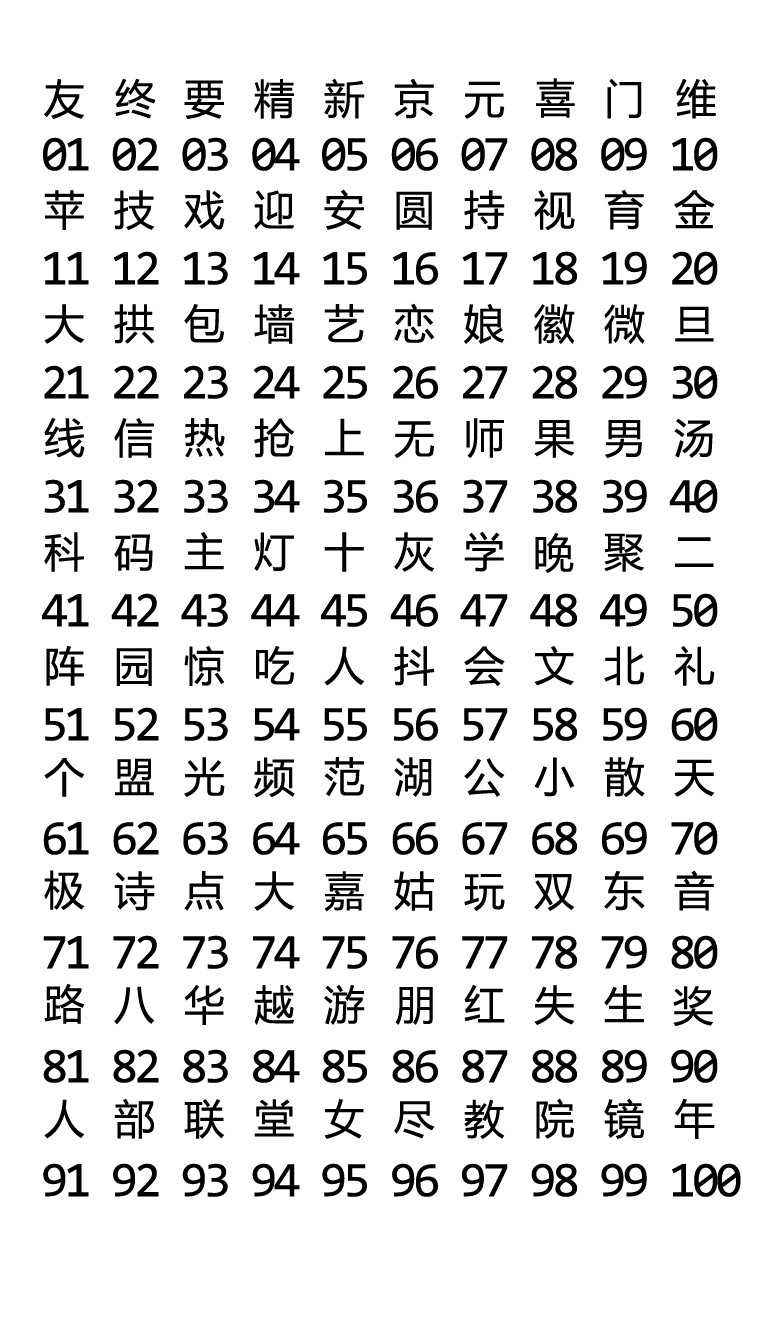 友 终 要 精 新 京 元 喜 门 维
01 02 03 04 05 06 07 08 09 10
苹 技 戏 迎 安 圆 持 视 育 金
11 12 13 14 15 16 17 18 19 20
大 拱 包 墙 艺 恋 娘 徽 微 旦
21 22 23 24 25 26 27 28 29 30
线 信 热 抢 上 无 师 果 男 汤
31 32 33 34 35 36 37 38 39 40
科 码 主 灯 十 灰 学 晚 聚 二
41 42 43 44 45 46 47 48 49 50
阵 园 惊 吃 人 抖 会 文 北 礼
51 52 53 54 55 56 57 58 59 60
个 盟 光 频 范 湖 公 小 散 天
61 62 63 64 65 66 67 68 69 70
极 诗 点 大 嘉 姑 玩 双 东 音
71 72 73 74 75 76 77 78 79 80
路 八 华 越 游 朋 红 失 生 奖
81 82 83 84 85 86 87 88 89 90
人 部 联 堂 女 尽 教 院 镜 年
91 92 93 94 95 96 97 98 99 100